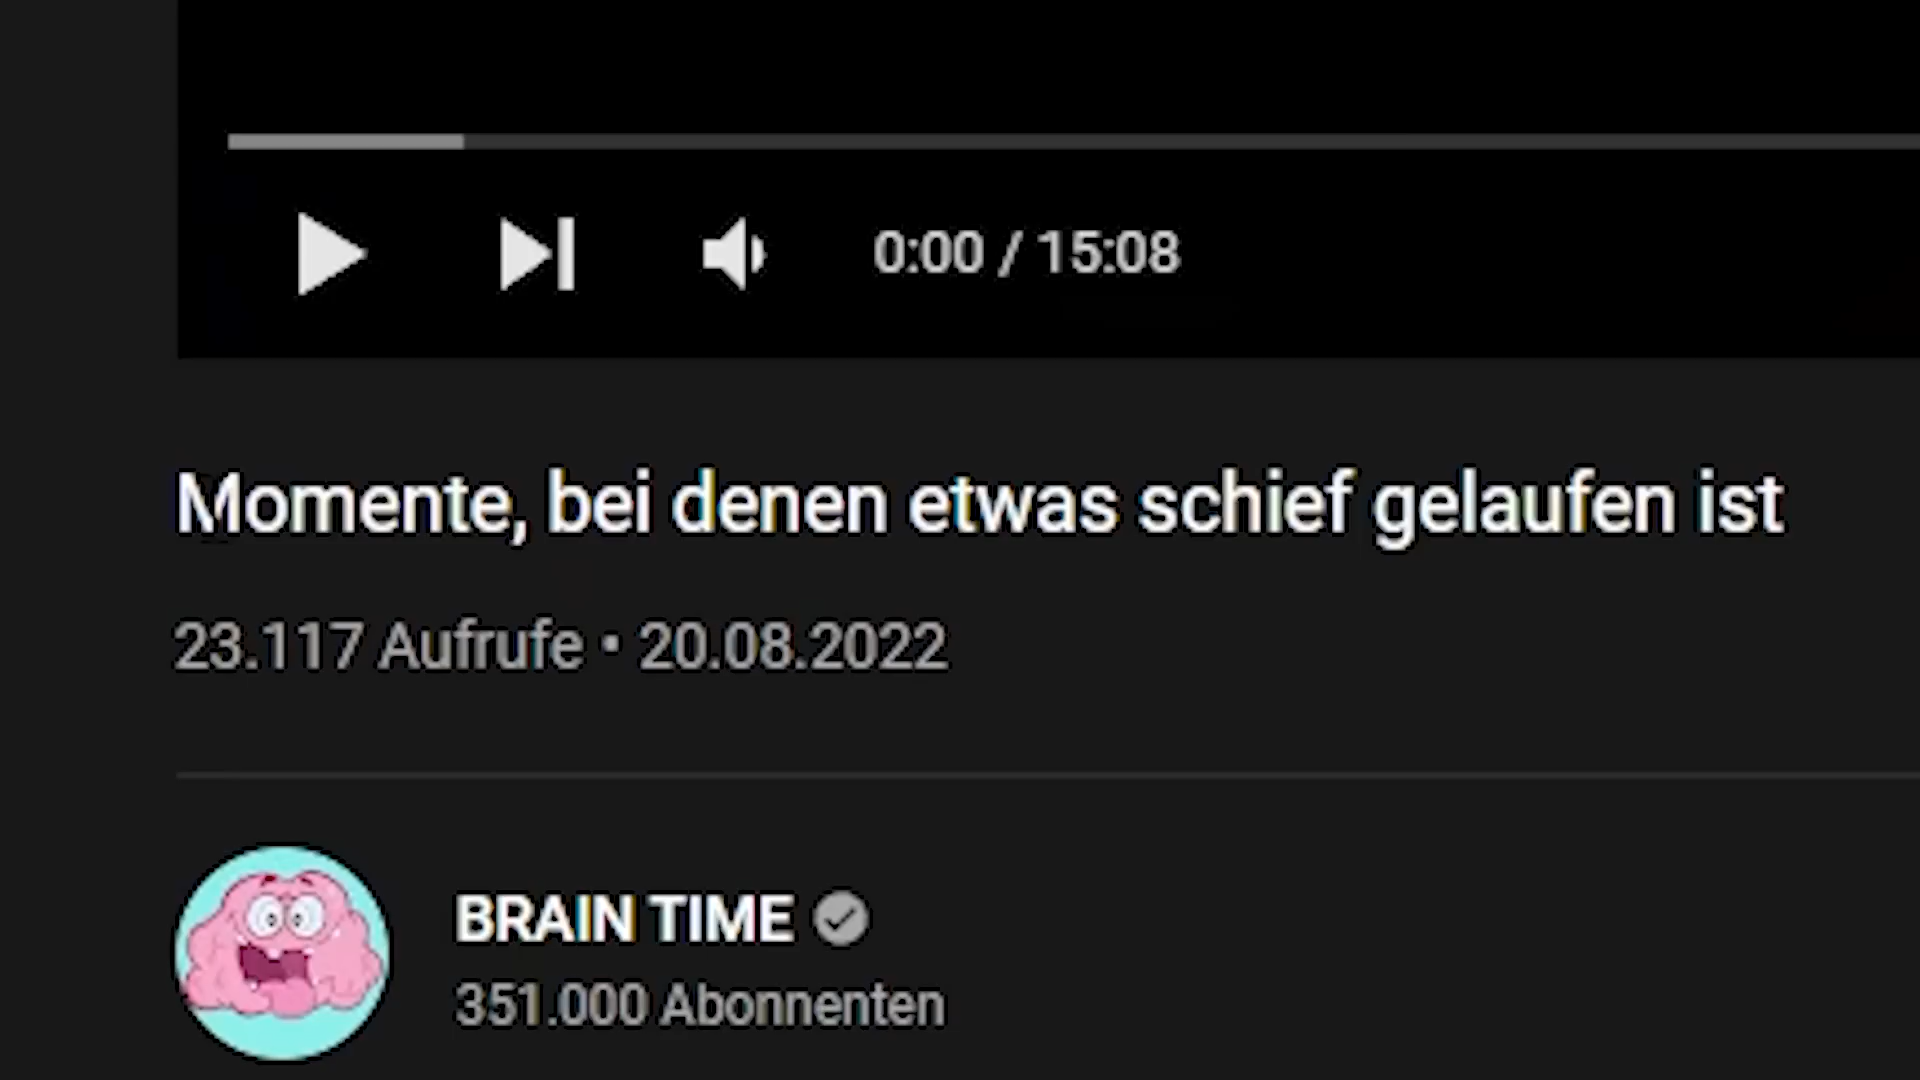 0:00 / 15:08
Momente, bei denen etwas schief gelaufen ist
23.117 Aufrufe • 20.08.2022
BRAIN TIME
351.000 Abonnenten